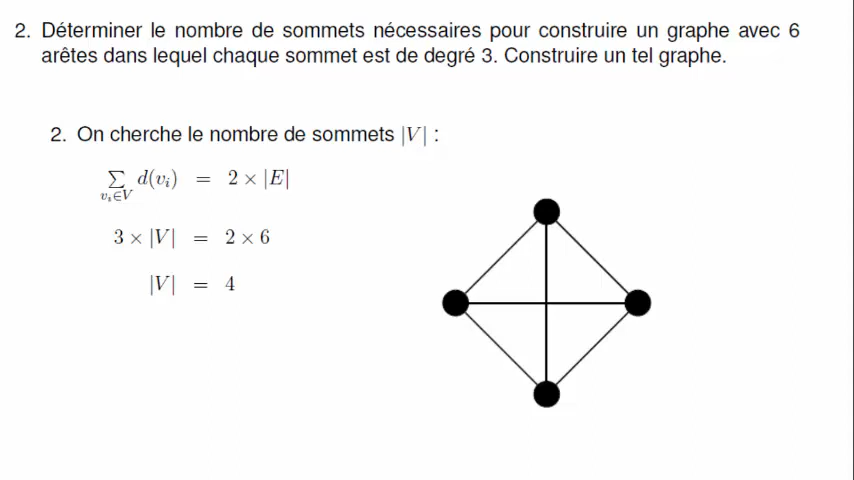 2. Déterminer le nombre de sommets nécessaires pour construire un graphe avec 6
arêtes dans lequel chaque sommet est de degré 3. Construire un tel graphe.
2. On cherche le nombre de sommets |V| :
∑ d(vᵢ) = 2 × |E|
vᵢ∈V
3 × |V| = 2 × 6
|V| = 4